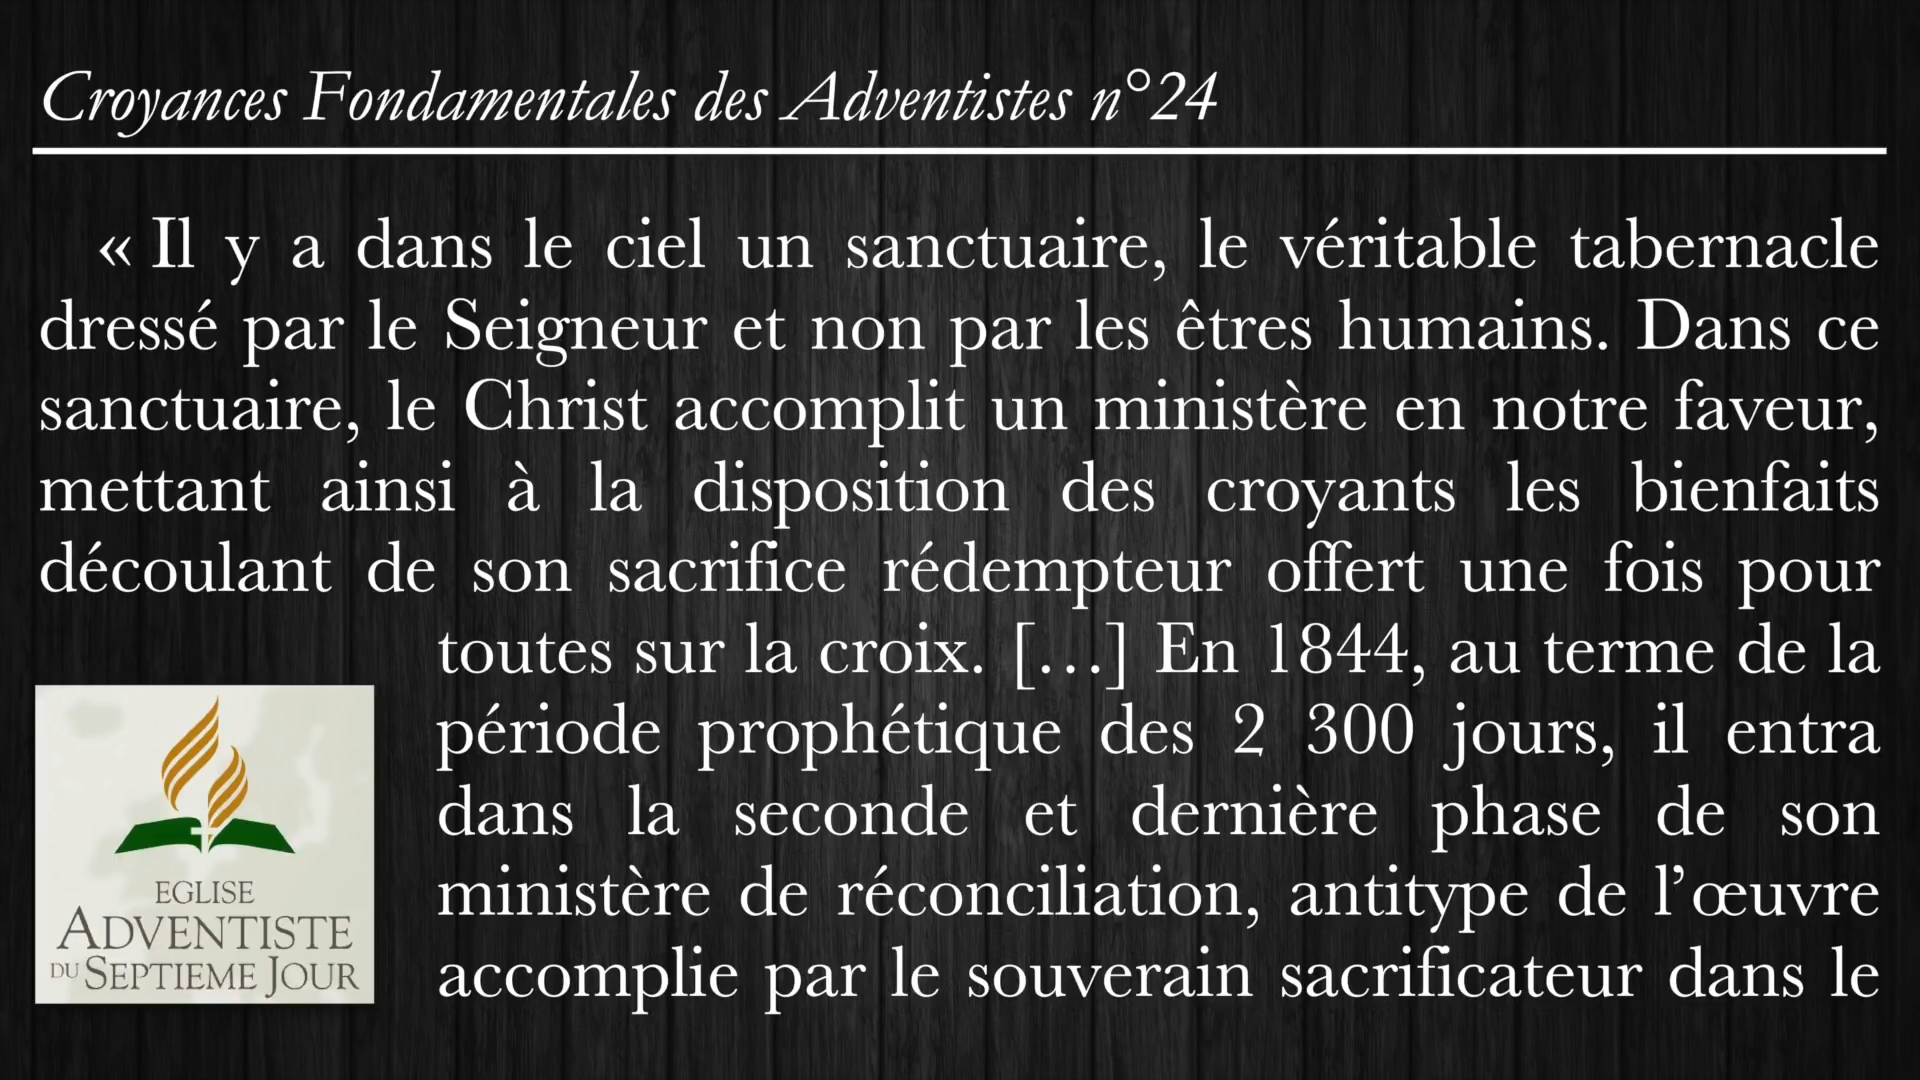 Croyances Fondamentales des Adventistes n°24
« Il y a dans le ciel un sanctuaire, le véritable tabernacle
dressé par le Seigneur et non par les êtres humains. Dans ce
sanctuaire, le Christ accomplit un ministère en notre faveur,
mettant ainsi à la disposition des croyants les bienfaits
découlant de son sacrifice rédempteur offert une fois pour
toutes sur la croix. […] En 1844, au terme de la
période prophétique des 2 300 jours, il entra
dans la seconde et dernière phase de son
ministère de réconciliation, antitype de l’œuvre
accomplie par le souverain sacrificateur dans le
EGLISE
ADVENTISTE
DU SEPTIEME JOUR